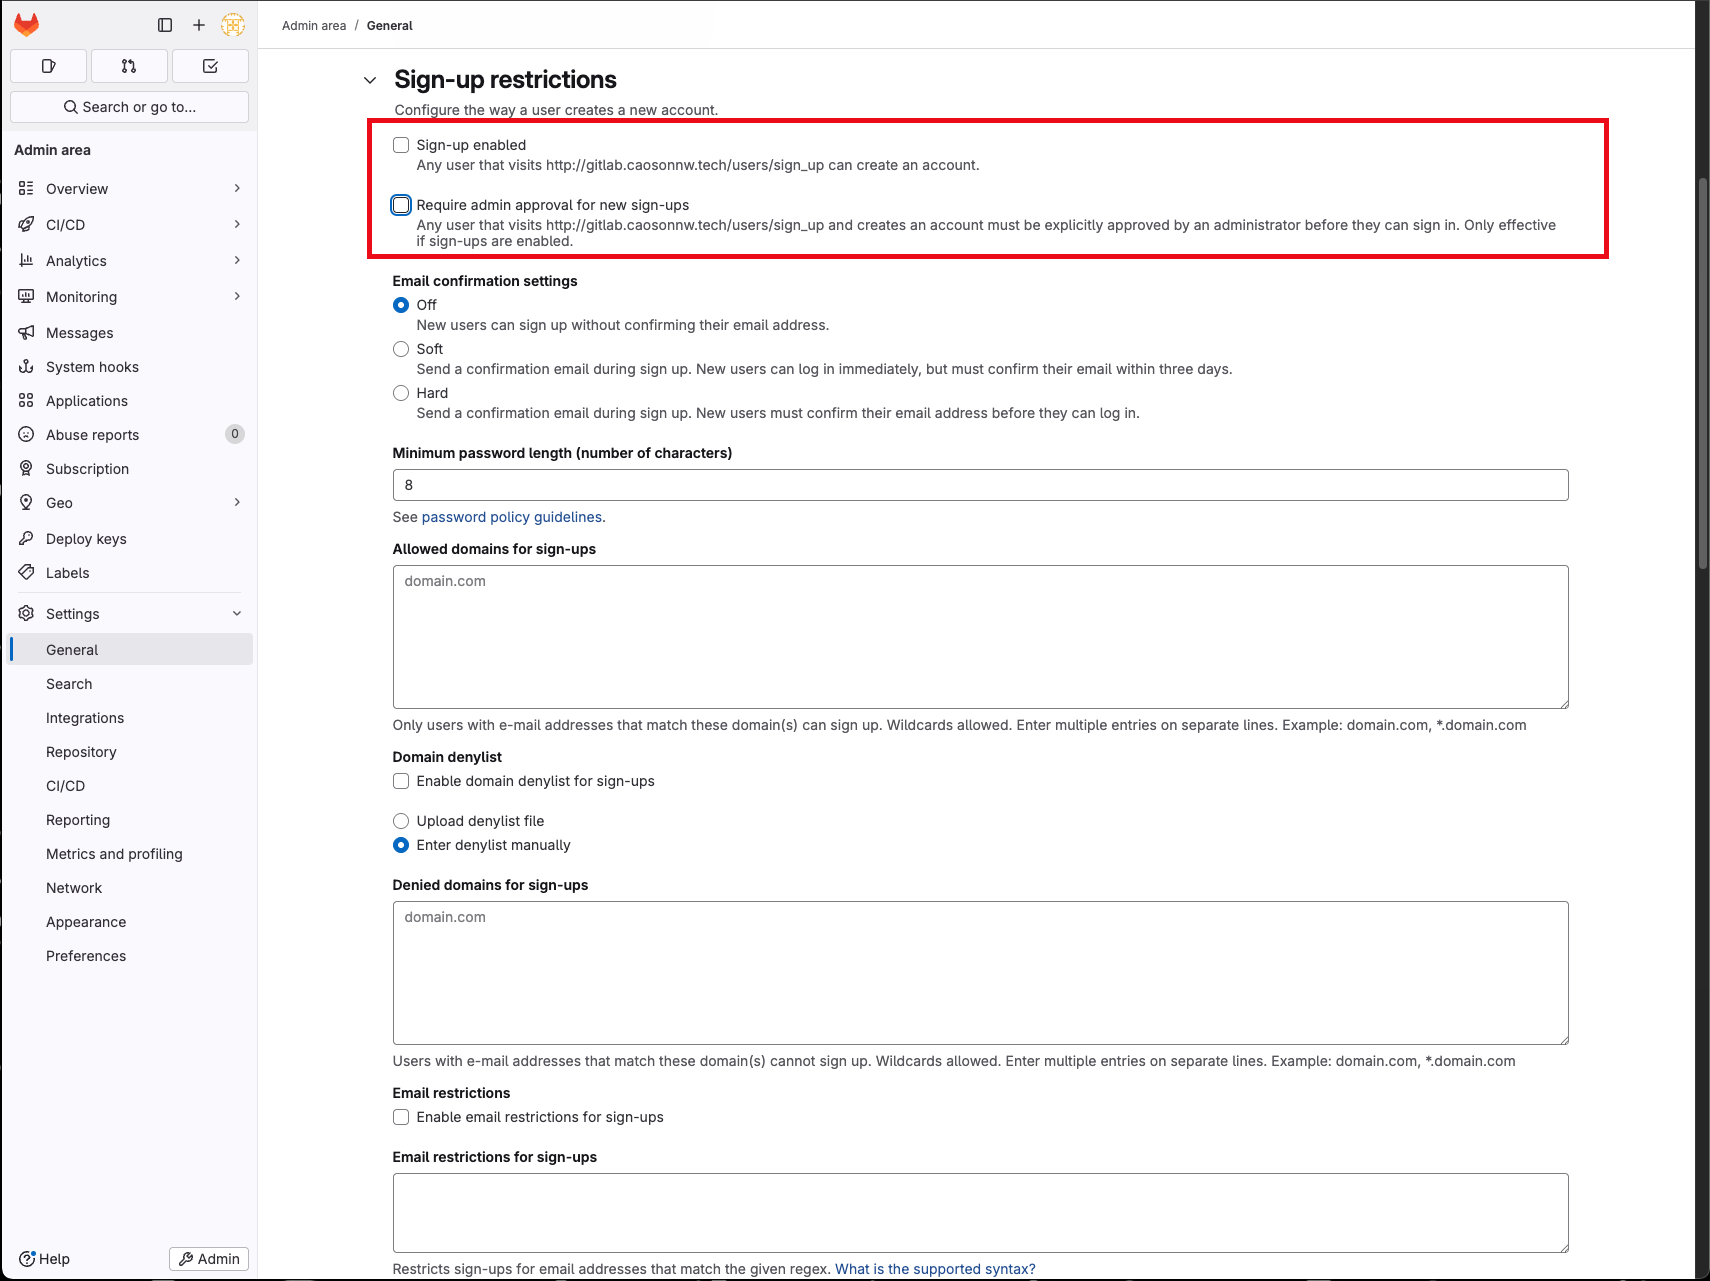 Admin area / General
Search or go to...
Admin area
Overview
CI/CD
Analytics
Monitoring
Messages
System hooks
Applications
Abuse reports 0
Subscription
Geo
Deploy keys
Labels
Settings
General
Search
Integrations
Repository
CI/CD
Reporting
Metrics and profiling
Network
Appearance
Preferences
Help
Admin
Sign-up restrictions
Configure the way a user creates a new account.
Sign-up enabled
Any user that visits http://gitlab.caosonnw.tech/users/sign_up can create an account.
Require admin approval for new sign-ups
Any user that visits http://gitlab.caosonnw.tech/users/sign_up and creates an account must be explicitly approved by an administrator before they can sign in. Only effective
if sign-ups are enabled.
Email confirmation settings
Off
New users can sign up without confirming their email address.
Soft
Send a confirmation email during sign up. New users can log in immediately, but must confirm their email within three days.
Hard
Send a confirmation email during sign up. New users must confirm their email address before they can log in.
Minimum password length (number of characters)
8
See password policy guidelines.
Allowed domains for sign-ups
domain.com
Only users with e-mail addresses that match these domain(s) can sign up. Wildcards allowed. Enter multiple entries on separate lines. Example: domain.com, *.domain.com
Domain denylist
Enable domain denylist for sign-ups
Upload denylist file
Enter denylist manually
Denied domains for sign-ups
domain.com
Users with e-mail addresses that match these domain(s) cannot sign up. Wildcards allowed. Enter multiple entries on separate lines. Example: domain.com, *.domain.com
Email restrictions
Enable email restrictions for sign-ups
Email restrictions for sign-ups
Restricts sign-ups for email addresses that match the given regex. What is the supported syntax?